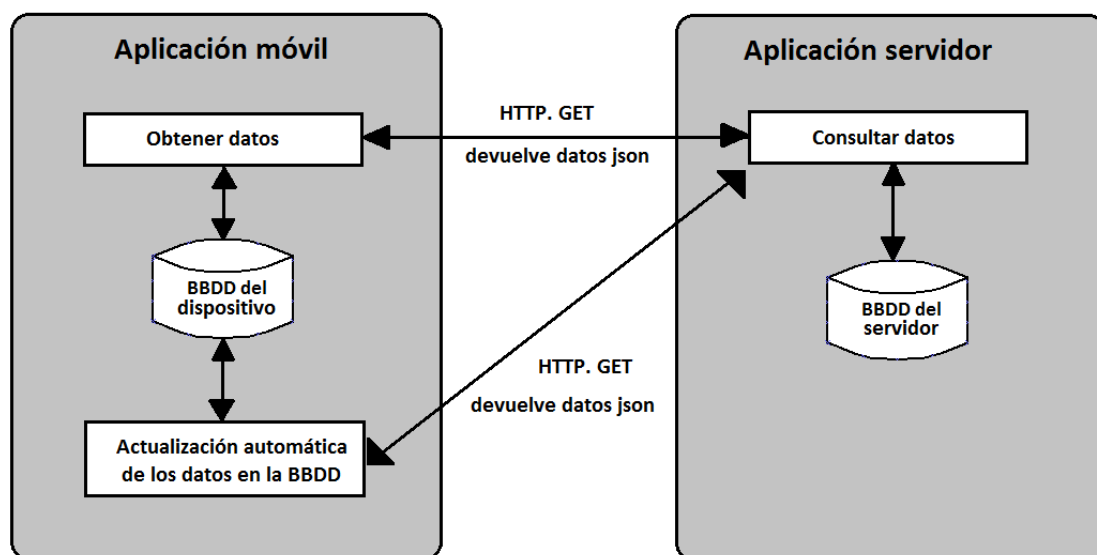 Aplicación móvil
Aplicación servidor
HTTP. GET
Obtener datos
Consultar datos
devuelve datos json
BBDD del
dispositivo
BBDD del
servidor
HTTP. GET
devuelve datos json
Actualización automática
de los datos en la BBDD